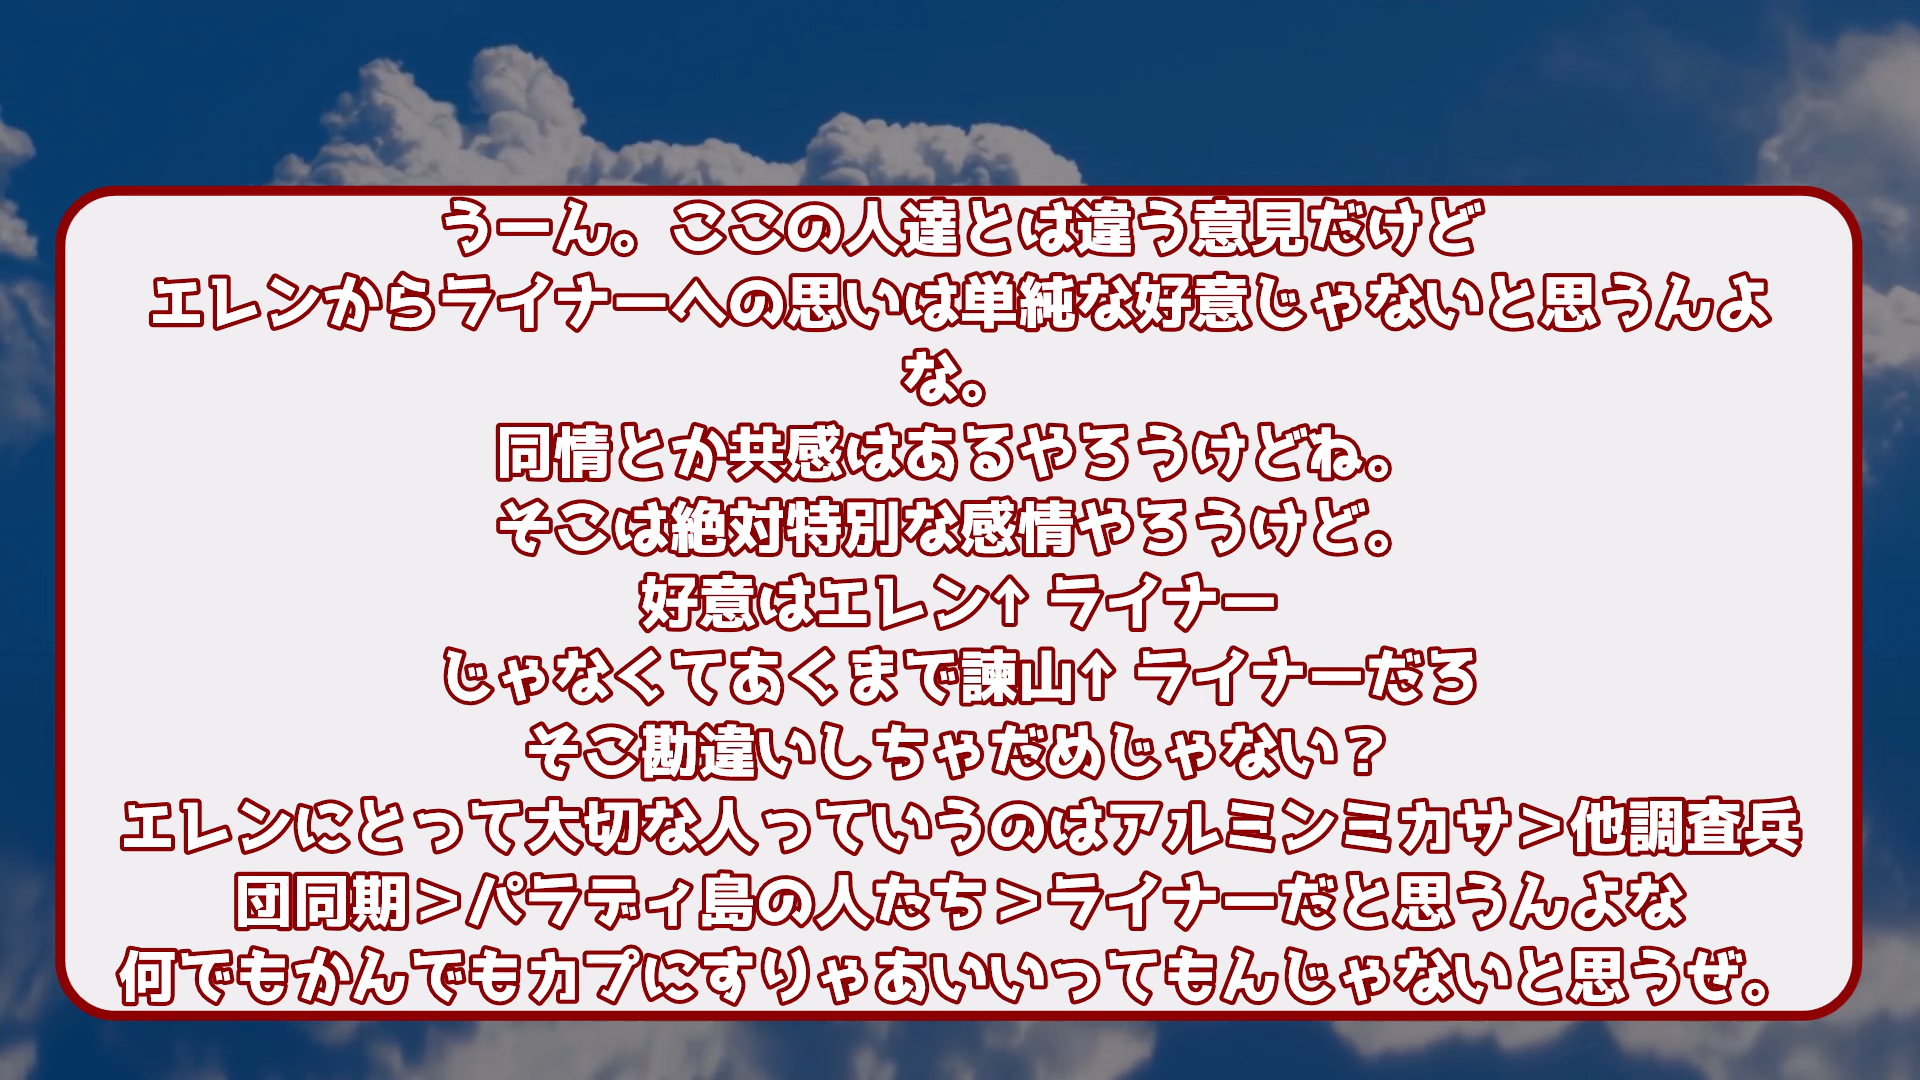 うーん。ここの人達とは違う意見だけど
エレンからライナーへの思いは単純な好意じゃないと思うんよ
な。
同情とか共感はあるやろうけどね。
そこは絶対特別な感情やろうけど。
好意はエレン↑ ライナー
じゃなくてあくまで諫山↑ ライナーだろ
そこ勘違いしちゃだめじゃない？
エレンにとって大切な人っていうのはアルミンミカサ＞他調査兵
団同期＞パラディ島の人たち＞ライナーだと思うんよな
何でもかんでもカプにすりゃあいいってもんじゃないと思うぜ。